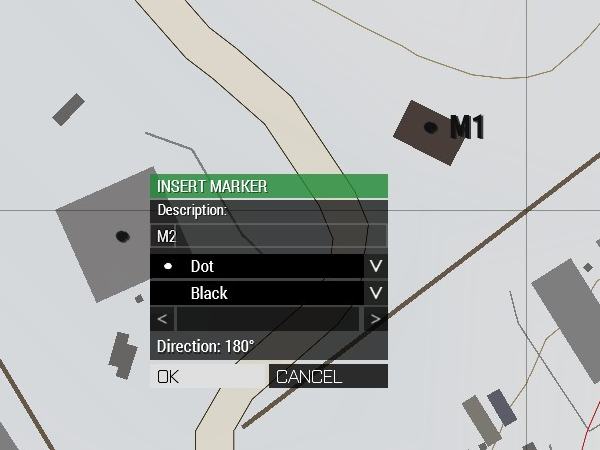 M1
INSERT MARKER
Description:
M2
Dot
V
Black
V
< >
Direction: 180°
OK
CANCEL